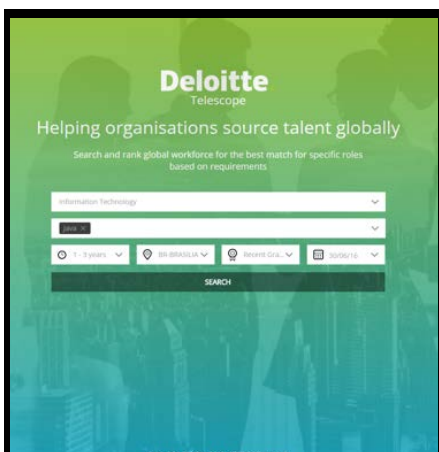 Deloitte
Telescope
Helping organisations source talent globally
Search and rank global workforce for the best match for specific roles
based on requirements
Information Technology
Java ×
1 - 3 years
BR-BRASILIA
Recent Gra...
30/06/16
SEARCH